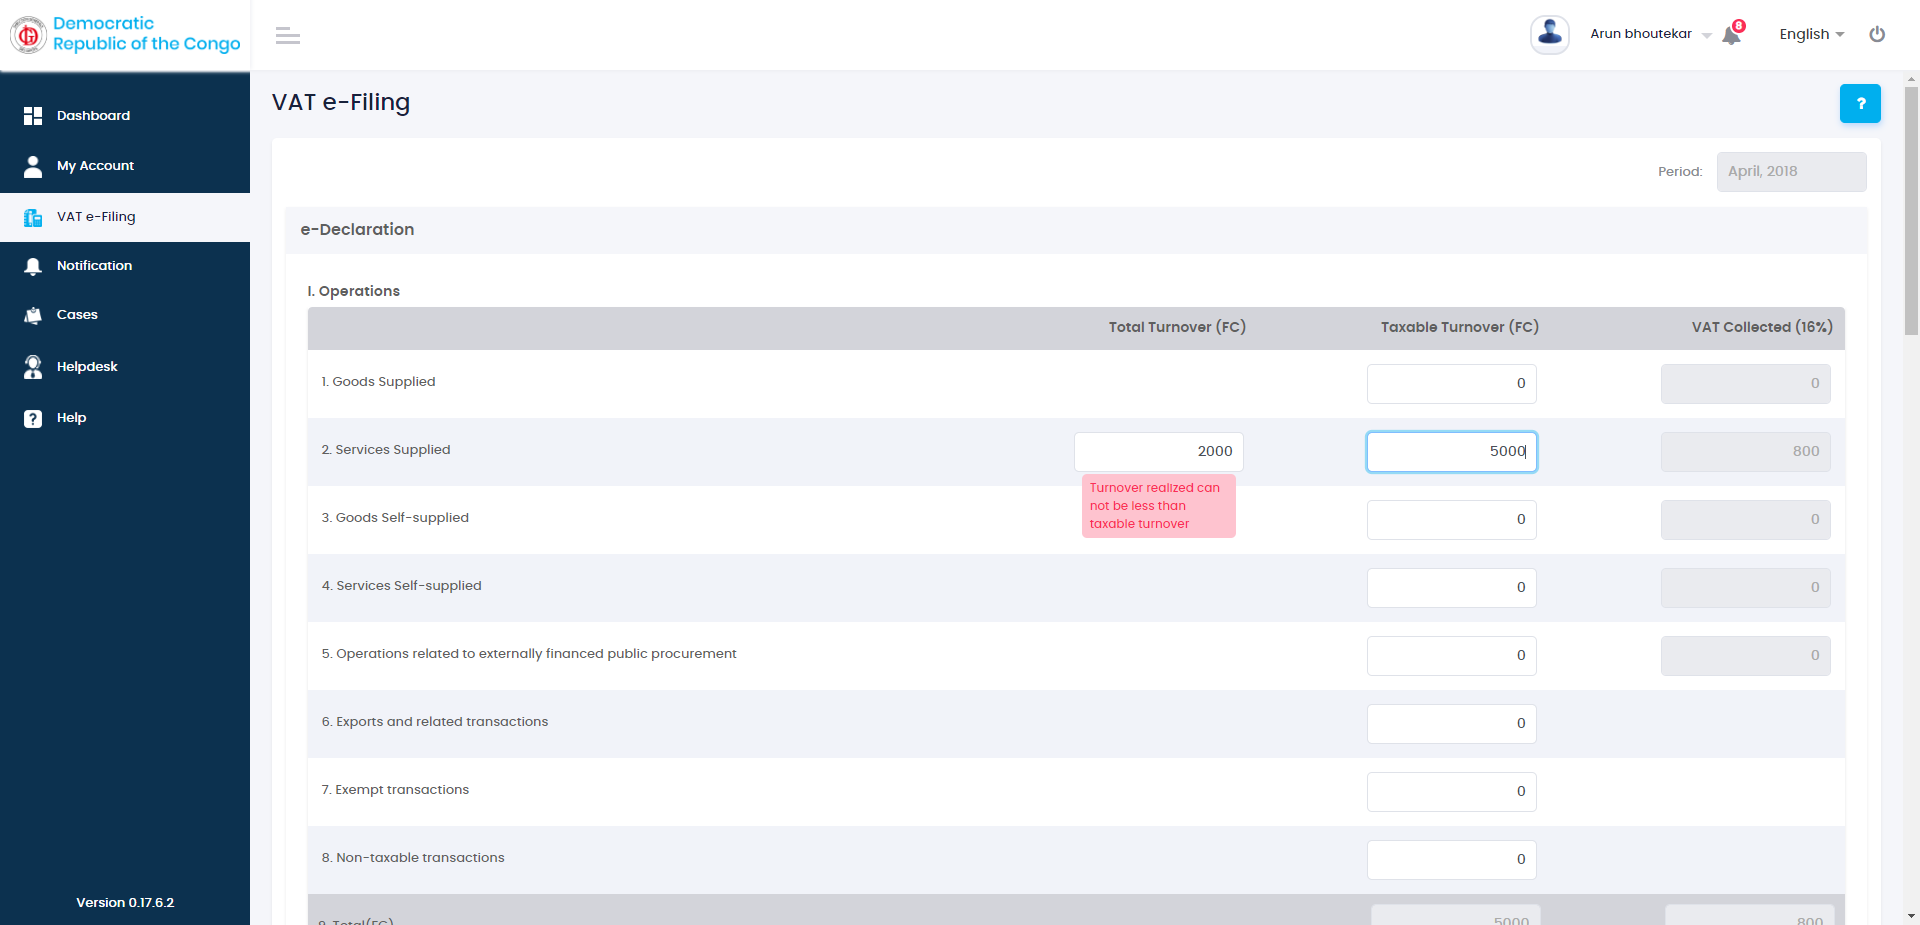 Democratic
Republic of the Congo
Arun bhoutekar
8
English
Dashboard
My Account
VAT e-Filing
Notification
Cases
Helpdesk
? Help
Version 0.17.6.2
VAT e-Filing
?
Period: April, 2018
e-Declaration
I. Operations
Total Turnover (FC) Taxable Turnover (FC) VAT Collected (16%)
1. Goods Supplied 0 0
2. Services Supplied 2000 5000 800
Turnover realized can
not be less than
taxable turnover
3. Goods Self-supplied 0 0
4. Services Self-supplied 0 0
5. Operations related to externally financed public procurement 0 0
6. Exports and related transactions 0
7. Exempt transactions 0
8. Non-taxable transactions 0
9. Total(FC) 5000 800